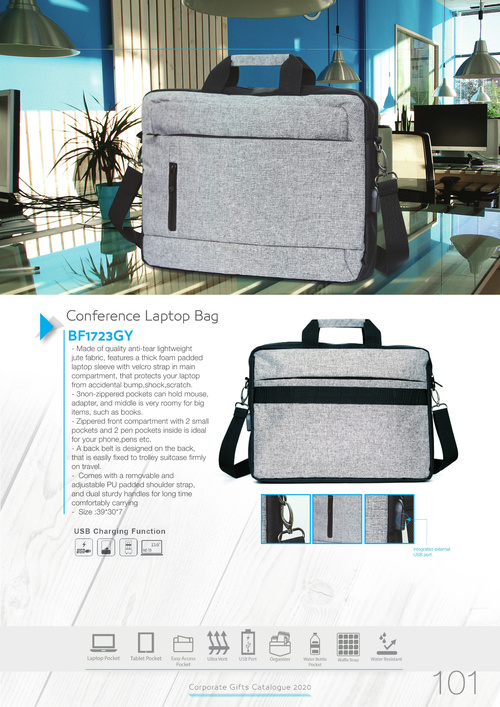 Conference Laptop Bag
BF1723GY
- Made of quality anti-tear lightweight
jute fabric, features a thick foam padded
laptop sleeve with velcro strap in main
compartment, that protects your laptop
from accidental bump,shock,scratch.
- 3non-zippered pockets can hold mouse,
adapter, and middle is very roomy for big
items, such as books.
- Zippered front compartment with 2 small
pockets and 2 pen pockets inside is ideal
for your phone,pens etc.
- A back belt is designed on the back,
that is easily fixed to trolley suitcase firmly
on travel.
- Comes with a removable and
adjustable PU padded shoulder strap,
and dual sturdy handles for long time
comfortably carrying
- Size :39*30*7
USB Charging Function
Integrated external
USB port
Laptop Pocket
Tablet Pocket
Easy Access
Pocket
Ultra Vent
USB Port
Organizer
Water Bottle
Pocket
Water Resistant
Corporate Gifts Catalogue 2020
101